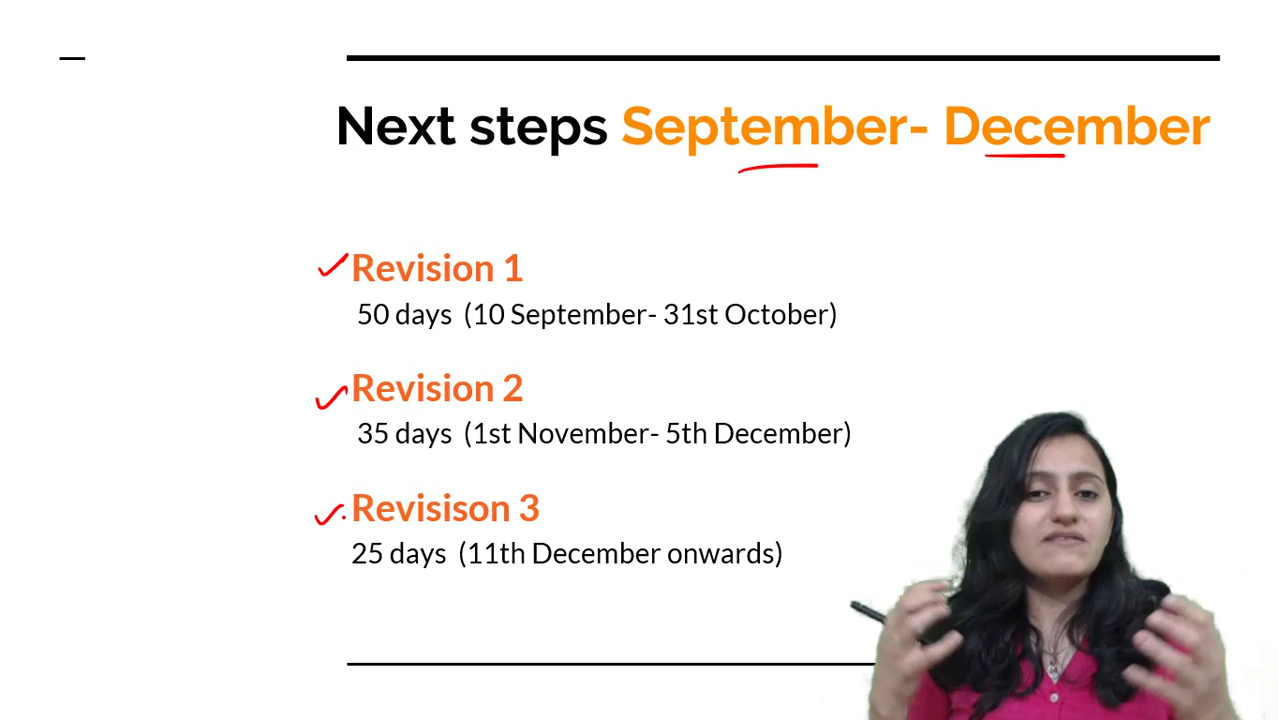 Next steps September- December
Revision 1
50 days (10 September- 31st October)
Revision 2
35 days (1st November- 5th December)
Revisison 3
25 days (11th December onwards)